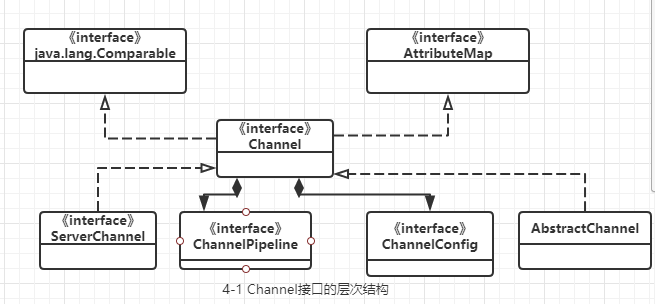 《interface》
java.lang.Comparable
《interface》
AttributeMap
《interface》
Channel
《interface》
ServerChannel
《interface》
ChannelPipeline
《interface》
ChannelConfig
AbstractChannel
4-1 Channel接口的层次结构